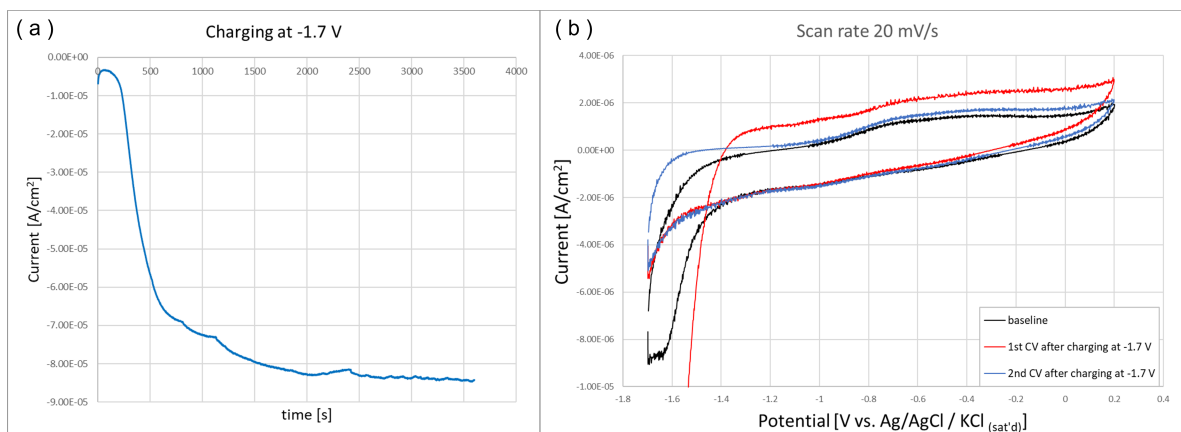 ( a )
Charging at -1.7 V
0.00E+00
0 500 1000 1500 2000 2500 3000 3500 4000
-1.00E-05
-2.00E-05
-3.00E-05
-4.00E-05
-5.00E-05
-6.00E-05
-7.00E-05
-8.00E-05
-9.00E-05
Current [A/cm²]
time [s]
( b )
Scan rate 20 mV/s
4.00E-06
2.00E-06
0.00E+00
-2.00E-06
-4.00E-06
-6.00E-06
-8.00E-06
-1.00E-05
Current [A/cm²]
baseline
1st CV after charging at -1.7 V
2nd CV after charging at -1.7 V
-1.8 -1.6 -1.4 -1.2 -1 -0.8 -0.6 -0.4 -0.2 0 0.2 0.4
Potential [V vs. Ag/AgCl / KCl (sat'd)]